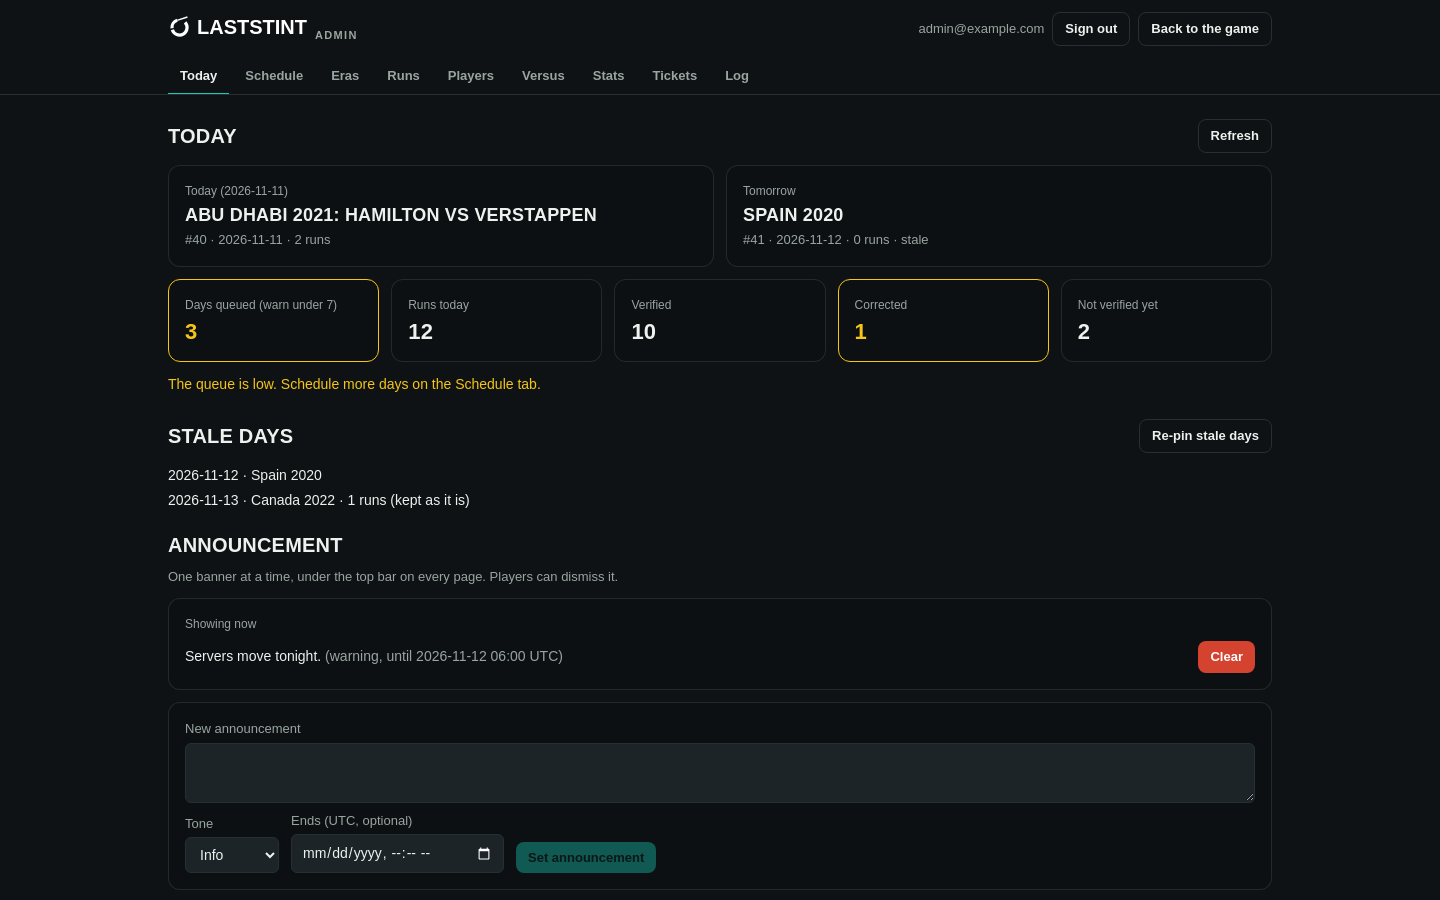 LASTSTINT ADMIN
admin@example.com Sign out Back to the game
Today Schedule Eras Runs Players Versus Stats Tickets Log
TODAY
Refresh
Today (2026-11-11)
ABU DHABI 2021: HAMILTON VS VERSTAPPEN
#40 · 2026-11-11 · 2 runs
Tomorrow
SPAIN 2020
#41 · 2026-11-12 · 0 runs · stale
Days queued (warn under 7)
3
Runs today
12
Verified
10
Corrected
1
Not verified yet
2
The queue is low. Schedule more days on the Schedule tab.
STALE DAYS
Re-pin stale days
2026-11-12 · Spain 2020
2026-11-13 · Canada 2022 · 1 runs (kept as it is)
ANNOUNCEMENT
One banner at a time, under the top bar on every page. Players can dismiss it.
Showing now
Servers move tonight. (warning, until 2026-11-12 06:00 UTC)
Clear
New announcement
Tone
Info
Ends (UTC, optional)
mm/dd/yyyy, --:-- --
Set announcement